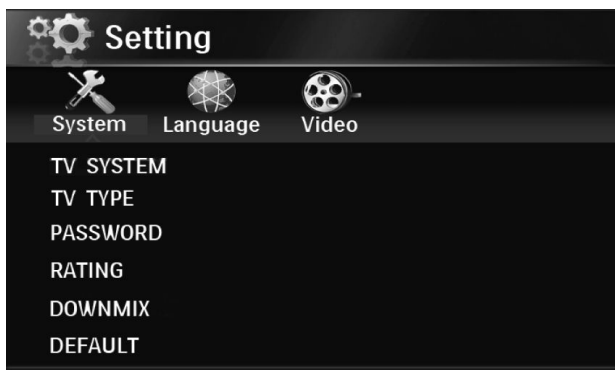 Setting
System Language Video
TV SYSTEM
TV TYPE
PASSWORD
RATING
DOWNMIX
DEFAULT